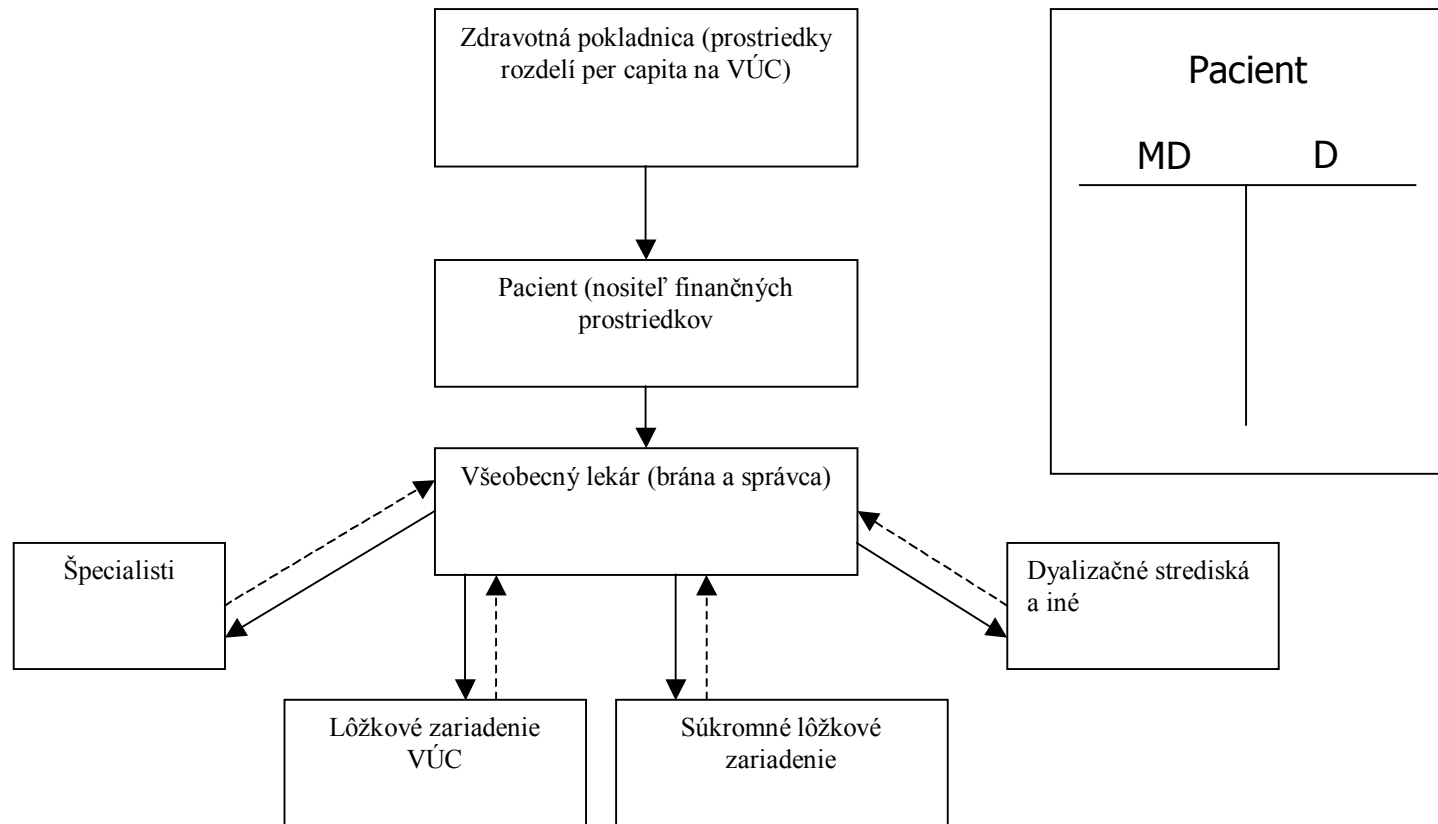 Zdravotná pokladnica (prostriedky
rozdelí per capita na VÚC)
Pacient
MD D
Pacient (nositeľ finančných
prostriedkov
Všeobecný lekár (brána a správca)
Špecialisti
Dyalizačné strediská
a iné
Lôžkové zariadenie
VÚC
Súkromné lôžkové
zariadenie